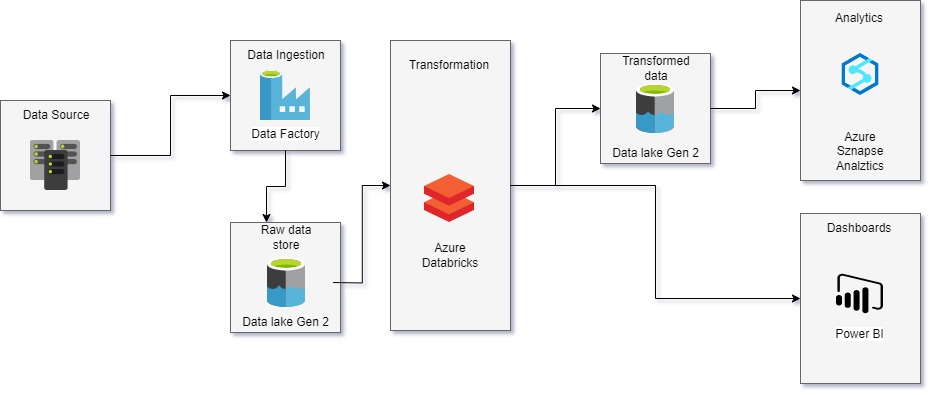 Data Source
Data Ingestion
Data Factory
Raw data
store
Data lake Gen 2
Transformation
Azure
Databricks
Transformed
data
Data lake Gen 2
Analytics
Azure
Sznapse
Analztics
Dashboards
Power BI